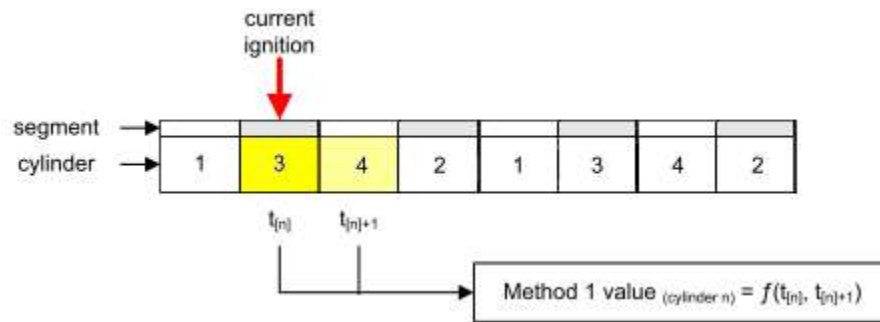 current
ignition
segment
cylinder
1 3 4 2 1 3 4 2
t[n] t[n]+1
Method 1 value (cylinder n) = f(t[n], t[n]+1)